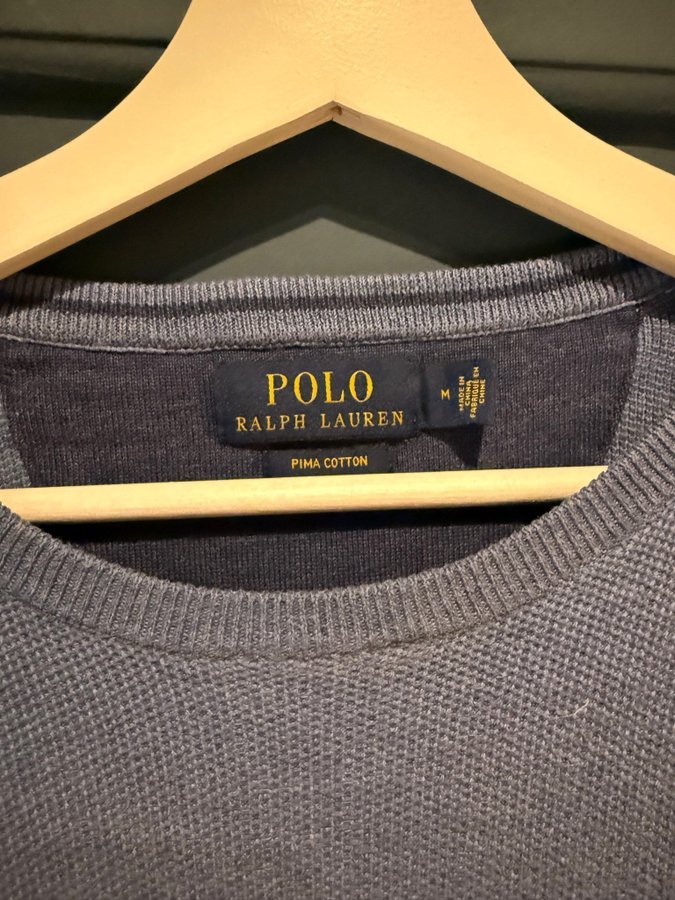 POLO
RALPH LAUREN
PIMA COTTON
M
MADE IN
CHINA
FABRIQUÉ EN
CHINE